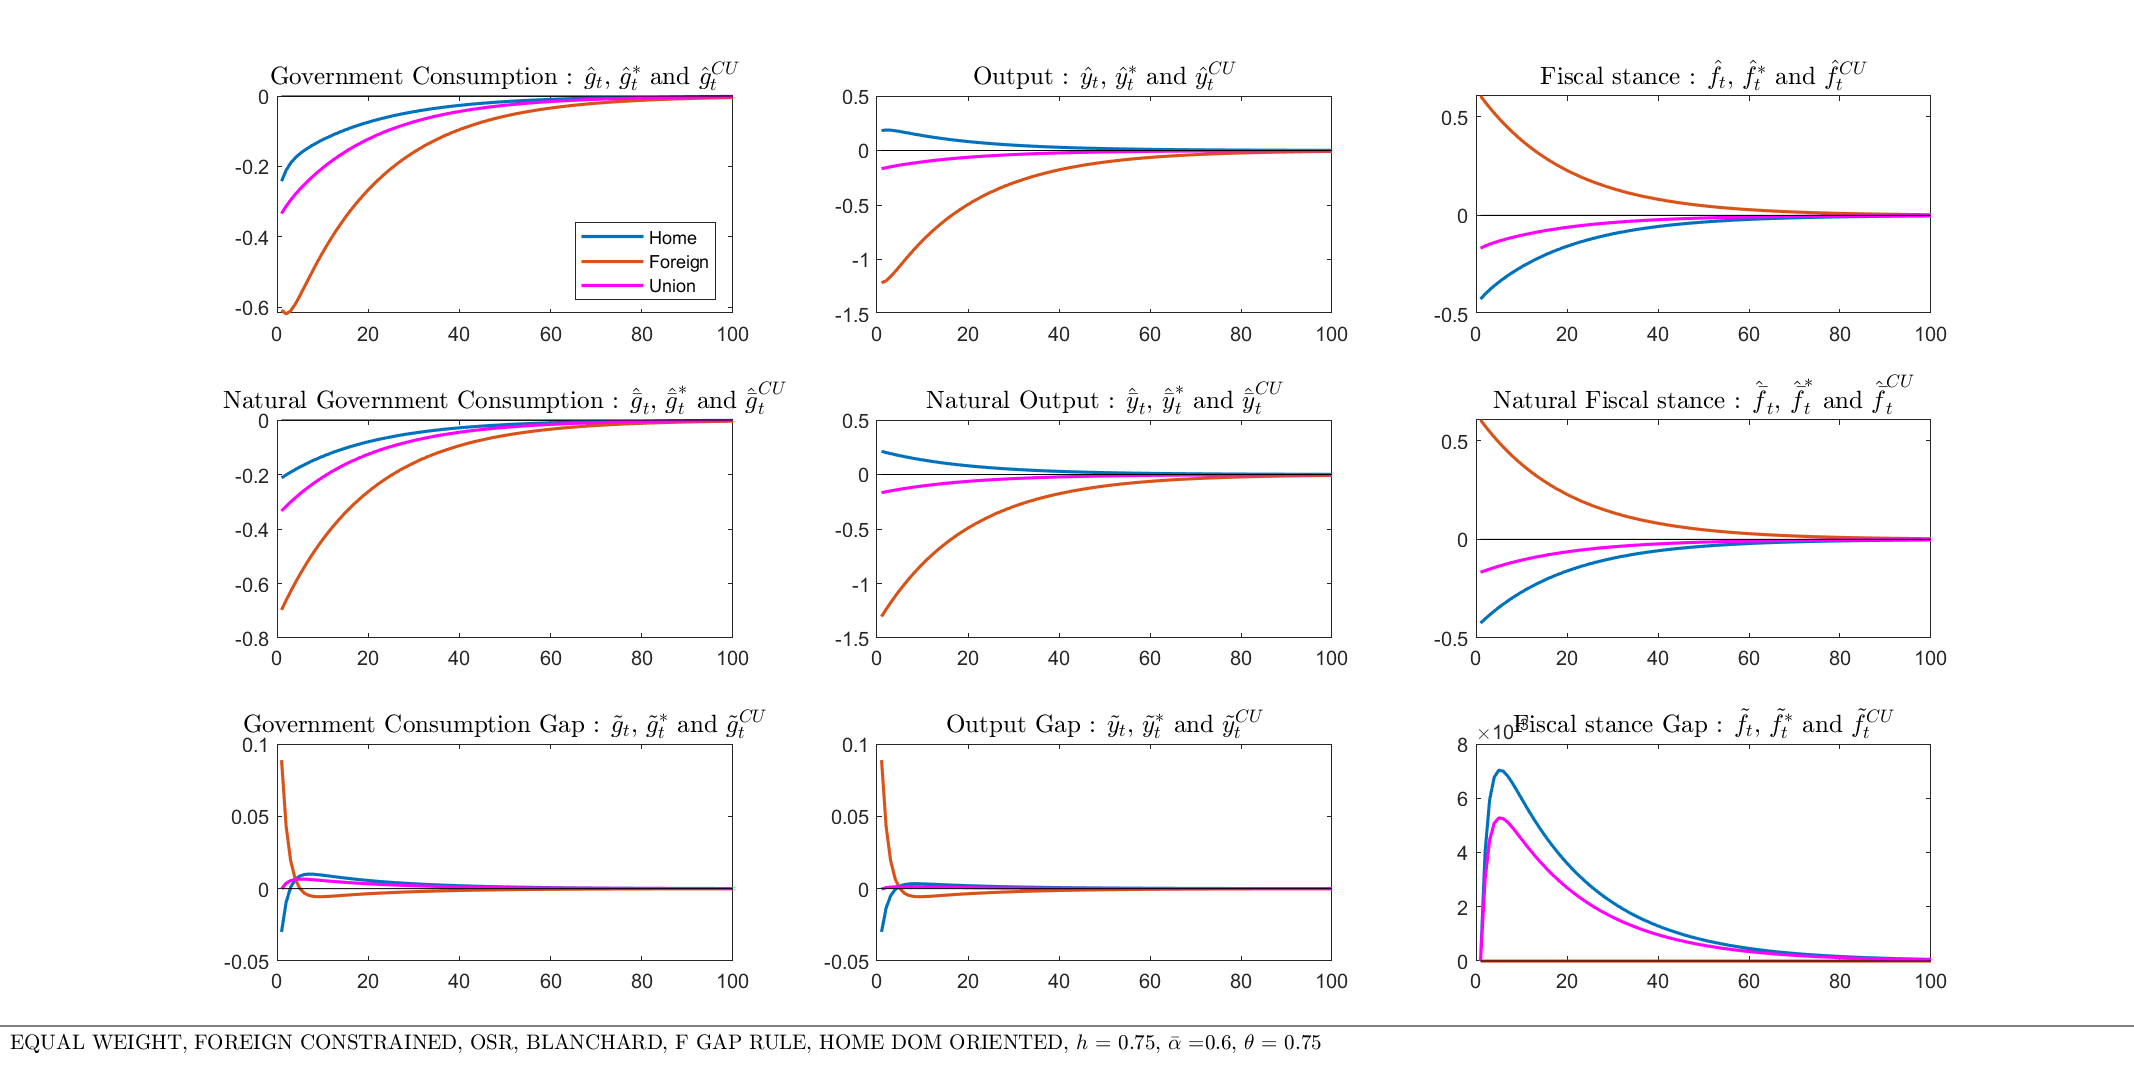 Government Consumption : ĝₜ, ĝₜ* and ĝₜᶜᵁ
Output : ŷₜ, ŷₜ* and ŷₜᶜᵁ
Fiscal stance : f̂ₜ, f̂ₜ* and f̂ₜᶜᵁ
0
-0.2
-0.4
-0.6
0 20 40 60 80 100
Home
Foreign
Union
0.5
0
-0.5
-1
-1.5
0 20 40 60 80 100
0.5
0
-0.5
0 20 40 60 80 100
Natural Government Consumption : ĝ̄ₜ, ĝ̄ₜ* and ĝ̄ₜᶜᵁ
Natural Output : ŷ̄ₜ, ŷ̄ₜ* and ŷ̄ₜᶜᵁ
Natural Fiscal stance : f̄̂ₜ, f̄̂ₜ* and f̄̂ₜᶜᵁ
0
-0.2
-0.4
-0.6
-0.8
0 20 40 60 80 100
0.5
0
-0.5
-1
-1.5
0 20 40 60 80 100
0.5
0
-0.5
0 20 40 60 80 100
Government Consumption Gap : g̃ₜ, g̃ₜ* and g̃ₜᶜᵁ
Output Gap : ỹₜ, ỹₜ* and ỹₜᶜᵁ
Fiscal stance Gap : f̃ₜ, f̃ₜ* and f̃ₜᶜᵁ
0.1
0.05
0
-0.05
0 20 40 60 80 100
0.1
0.05
0
-0.05
0 20 40 60 80 100
×10
8
6
4
2
0
0 20 40 60 80 100
EQUAL WEIGHT, FOREIGN CONSTRAINED, OSR, BLANCHARD, F GAP RULE, HOME DOM ORIENTED, h = 0.75, ᾱ =0.6, θ = 0.75